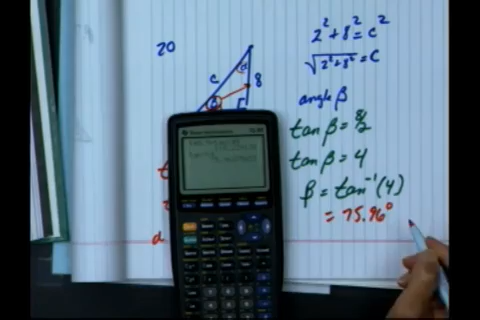 20
2² + 8² = c²
√2² + 8² = C
C
α
8
β
angle β
tan β = 8/2
tan β = 4
β = tan⁻¹(4)
= 75.96°
d